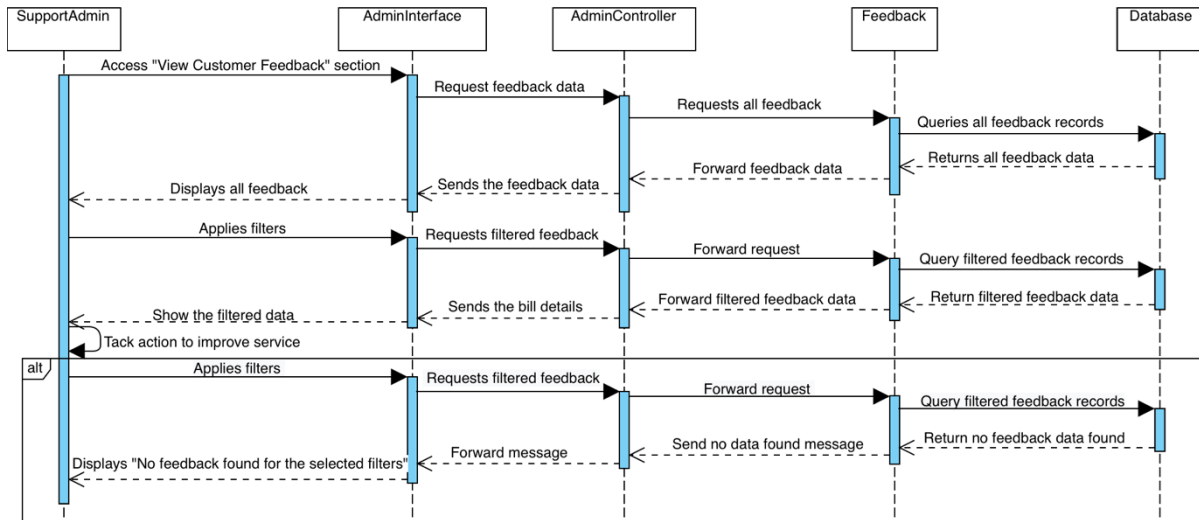 SupportAdmin
AdminInterface
AdminController
Feedback
Database
Access "View Customer Feedback" section
Request feedback data
Requests all feedback
Queries all feedback records
Returns all feedback data
Forward feedback data
Sends the feedback data
Displays all feedback
Applies filters
Requests filtered feedback
Forward request
Query filtered feedback records
Return filtered feedback data
Forward filtered feedback data
Sends the bill details
Show the filtered data
Tack action to improve service
alt
Applies filters
Requests filtered feedback
Forward request
Query filtered feedback records
Return no feedback data found
Send no data found message
Forward message
Displays "No feedback found for the selected filters"